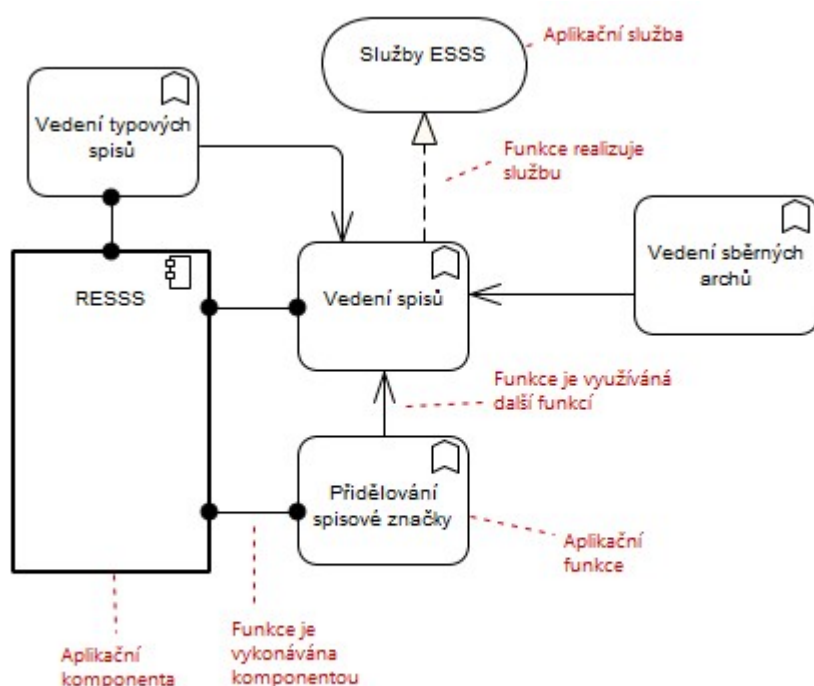 Služby ESSS
Aplikační služba
Vedení typových
spisů
Funkce realizuje
službu
Vedení sběrných
archů
RESSS
Vedení spisů
Funkce je využíváná
další funkcí
Přidělování
spisové značky
Aplikační
funkce
Aplikační
komponenta
Funkce je
vykonávána
komponentou